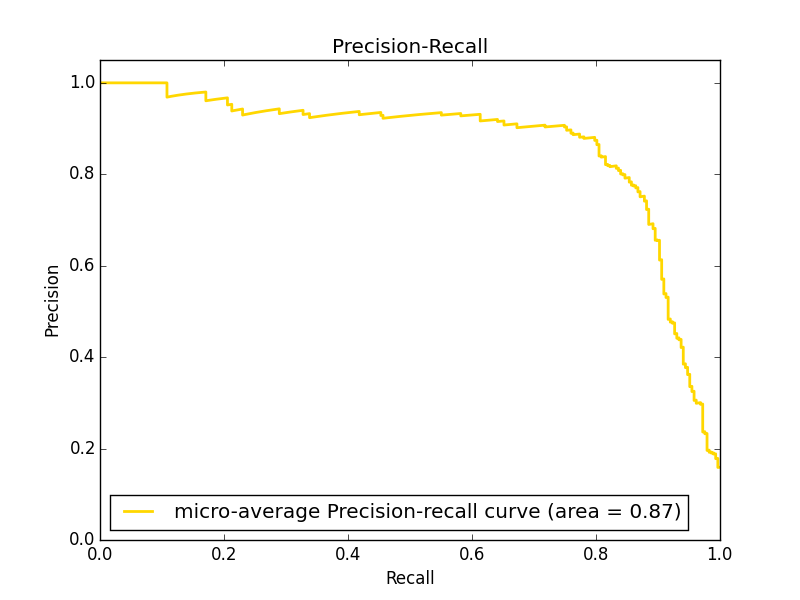 Precision-Recall
1.0
0.8
0.6
0.4
0.2
0.0
Precision
micro-average Precision-recall curve (area = 0.87)
0.0 0.2 0.4 0.6 0.8 1.0
Recall